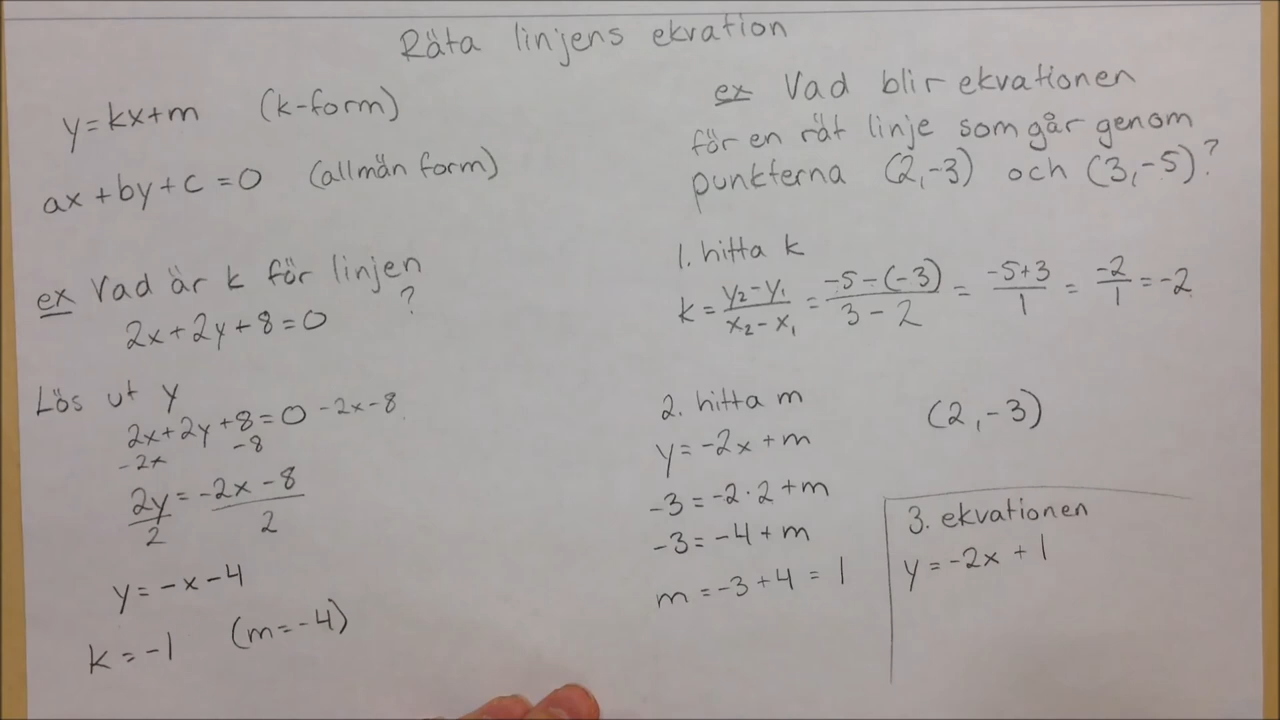 Räta linjens ekvation
y=kx+m (k-form)
ax+by+c=0 (allmän form)
ex Vad är k för linjen
2x+2y+8=0 ?
Lös ut y
2x+2y+8=0 -2x-8
-2x -8
2y/2 = (-2x-8)/2
y=-x-4
k=-1 (m=-4)
ex Vad blir ekvationen
för en rät linje som går genom
punkterna (2,-3) och (3,-5)?
1. hitta k
k = (y₂-y₁)/(x₂-x₁) = (-5-(-3))/(3-2) = (-5+3)/1 = -2/1 = -2
2. hitta m
(2,-3)
y=-2x+m
-3=-2·2+m
-3=-4+m
m=-3+4=1
3. ekvationen
y=-2x+1